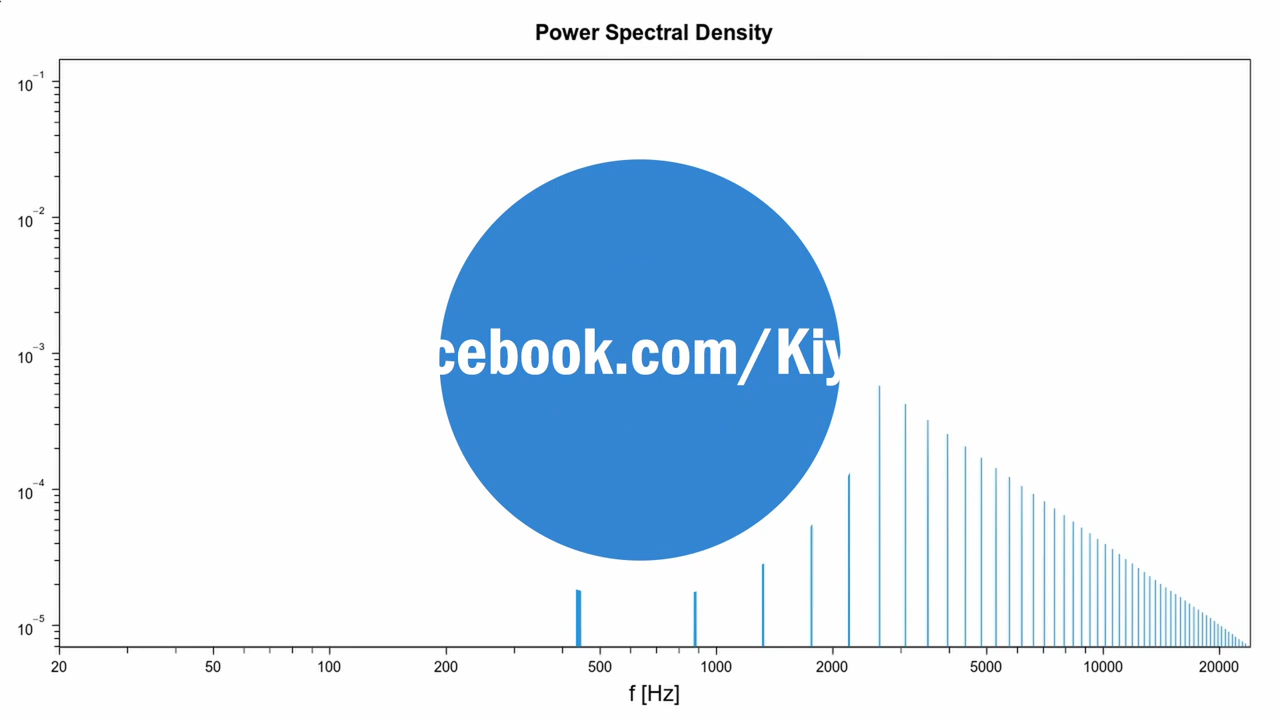 Power Spectral Density
10⁻¹
10⁻²
cebook.com/Kiy
10⁻³
10⁻⁴
10⁻⁵
20 50 100 200 500 1000 2000 5000 10000 20000
f [Hz]